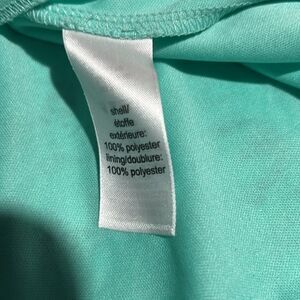 shell/
étoffe
extérieure:
100% polyester
lining/doublure:
100% polyester